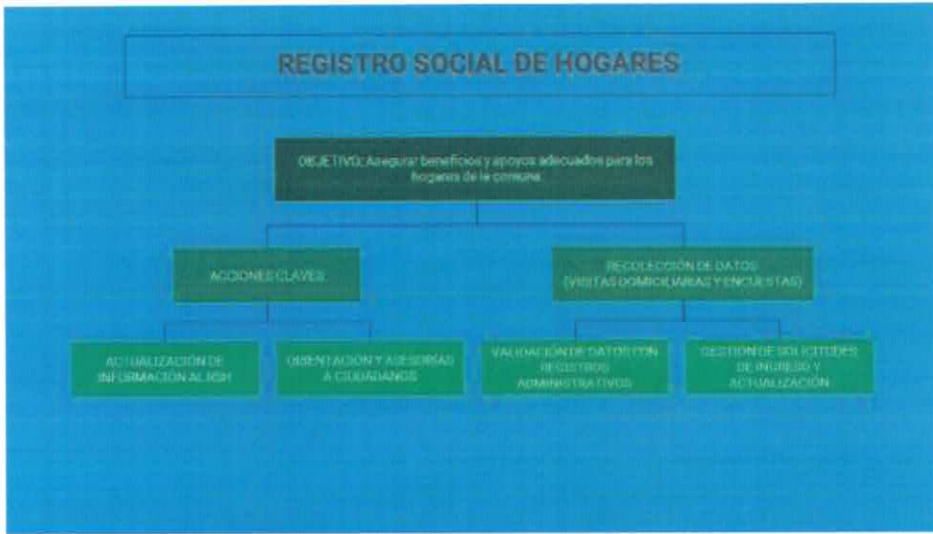 REGISTRO SOCIAL DE HOGARES
OBJETIVO: Asegurar beneficios y apoyos adecuados para los
hogares de la comuna
ACCIONES CLAVES
RECOLECCIÓN DE DATOS
(VISITAS DOMICILIARIAS Y ENCUESTAS)
ACTUALIZACIÓN DE
INFORMACIÓN AL RSH
ORIENTACIÓN Y ASESORÍAS
A CIUDADANOS
VALIDACIÓN DE DATOS CON
REGISTROS
ADMINISTRATIVOS
GESTIÓN DE SOLICITUDES
DE INGRESO Y
ACTUALIZACIÓN